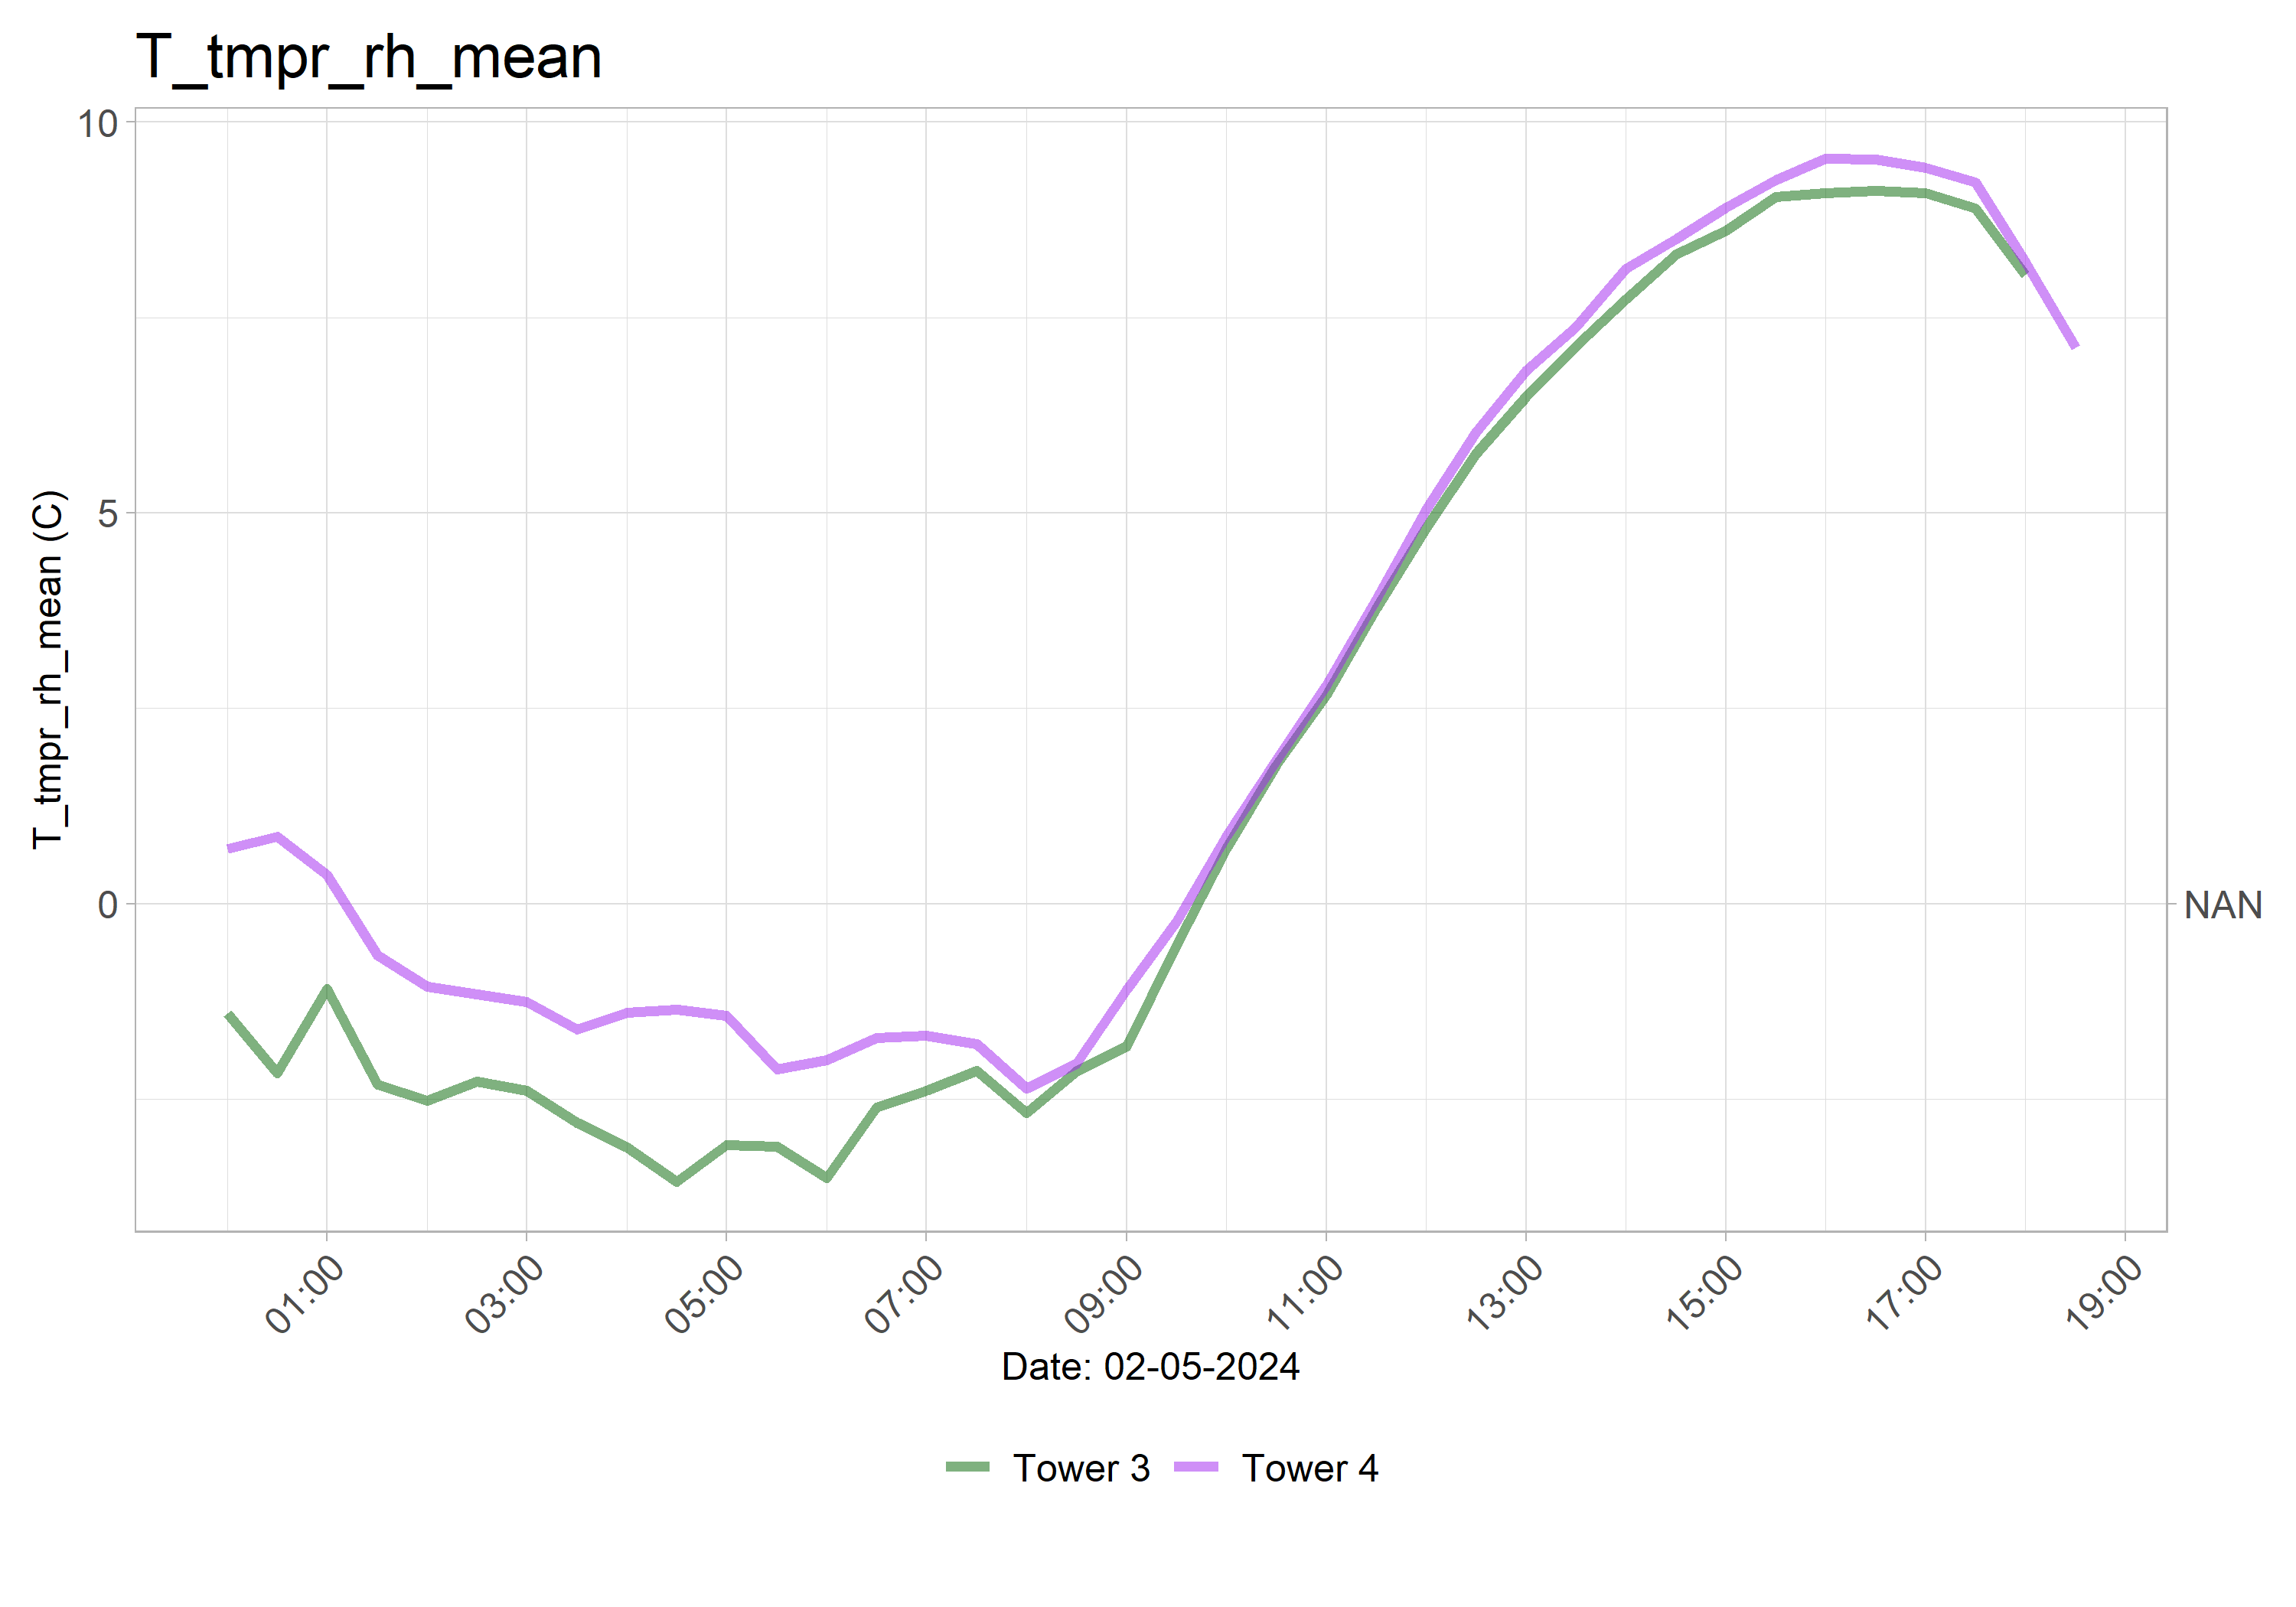 T_tmpr_rh_mean
10
5
0
T_tmpr_rh_mean (C)
NAN
01:00
03:00
05:00
07:00
09:00
11:00
13:00
15:00
17:00
19:00
Date: 02-05-2024
Tower 3
Tower 4